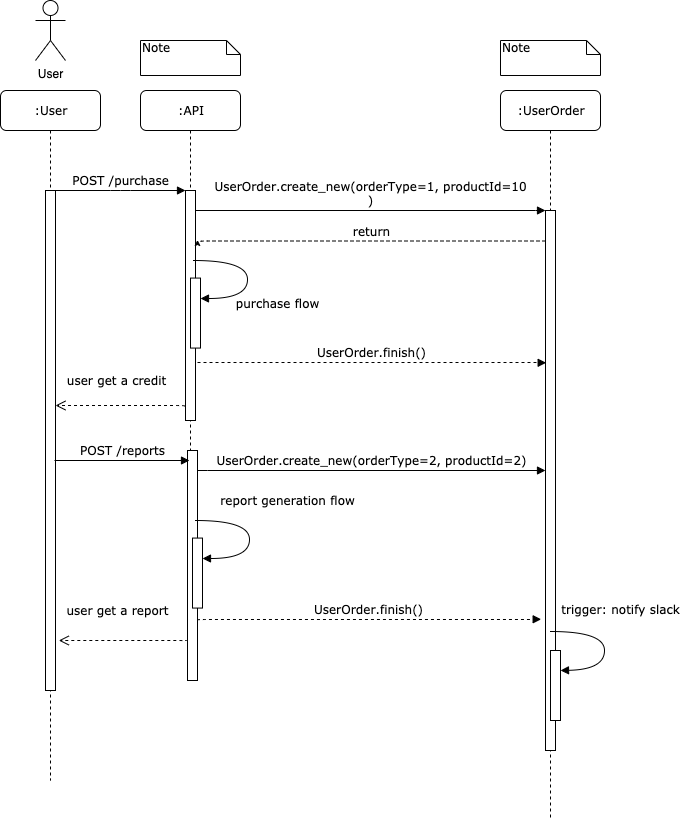 User
Note
Note
:User
:API
:UserOrder
POST /purchase
UserOrder.create_new(orderType=1, productId=10
)
return
purchase flow
UserOrder.finish()
user get a credit
POST /reports
UserOrder.create_new(orderType=2, productId=2)
report generation flow
user get a report
UserOrder.finish()
trigger: notify slack